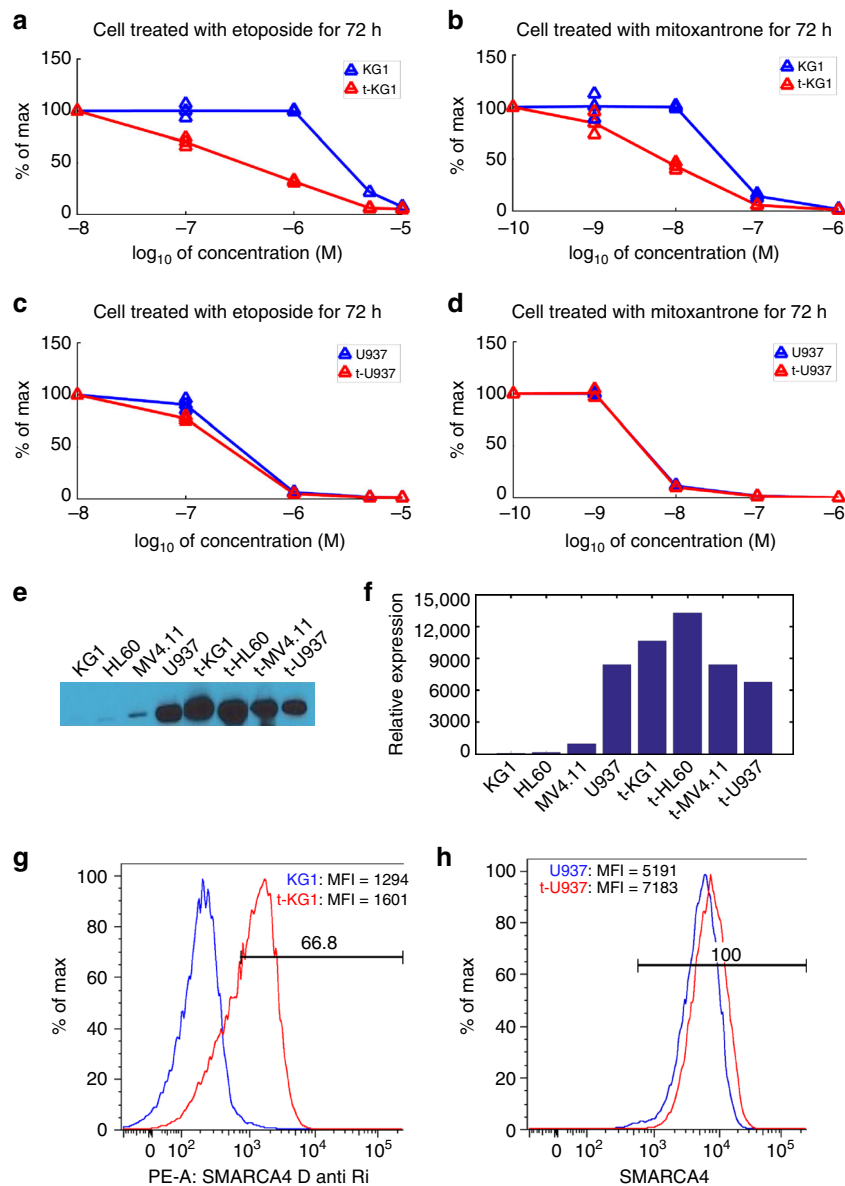 a
Cell treated with etoposide for 72 h
150
100
50
0
% of max
KG1
t-KG1
−8 −7 −6 −5
log10 of concentration (M)
b
Cell treated with mitoxantrone for 72 h
150
100
50
0
% of max
KG1
t-KG1
−10 −9 −8 −7 −6
log10 of concentration (M)
c
Cell treated with etoposide for 72 h
150
100
50
0
% of max
U937
t-U937
−8 −7 −6 −5
log10 of concentration (M)
d
Cell treated with mitoxantrone for 72 h
150
100
50
0
% of max
U937
t-U937
−10 −9 −8 −7 −6
log10 of concentration (M)
e
KG1 HL60 MV4.11 U937 t-KG1 t-HL60 t-MV4.11 t-U937
f
Relative expression
15,000
12,000
9000
6000
3000
0
KG1 HL60 MV4.11 U937 t-KG1 t-HL60 t-MV4.11 t-U937
g
100
80
60
40
20
0
% of max
KG1: MFI = 1294
t-KG1: MFI = 1601
66.8
0 10^2 10^3 10^4 10^5
PE-A: SMARCA4 D anti Ri
h
100
80
60
40
20
0
% of max
U937: MFI = 5191
t-U937: MFI = 7183
100
0 10^2 10^3 10^4 10^5
SMARCA4